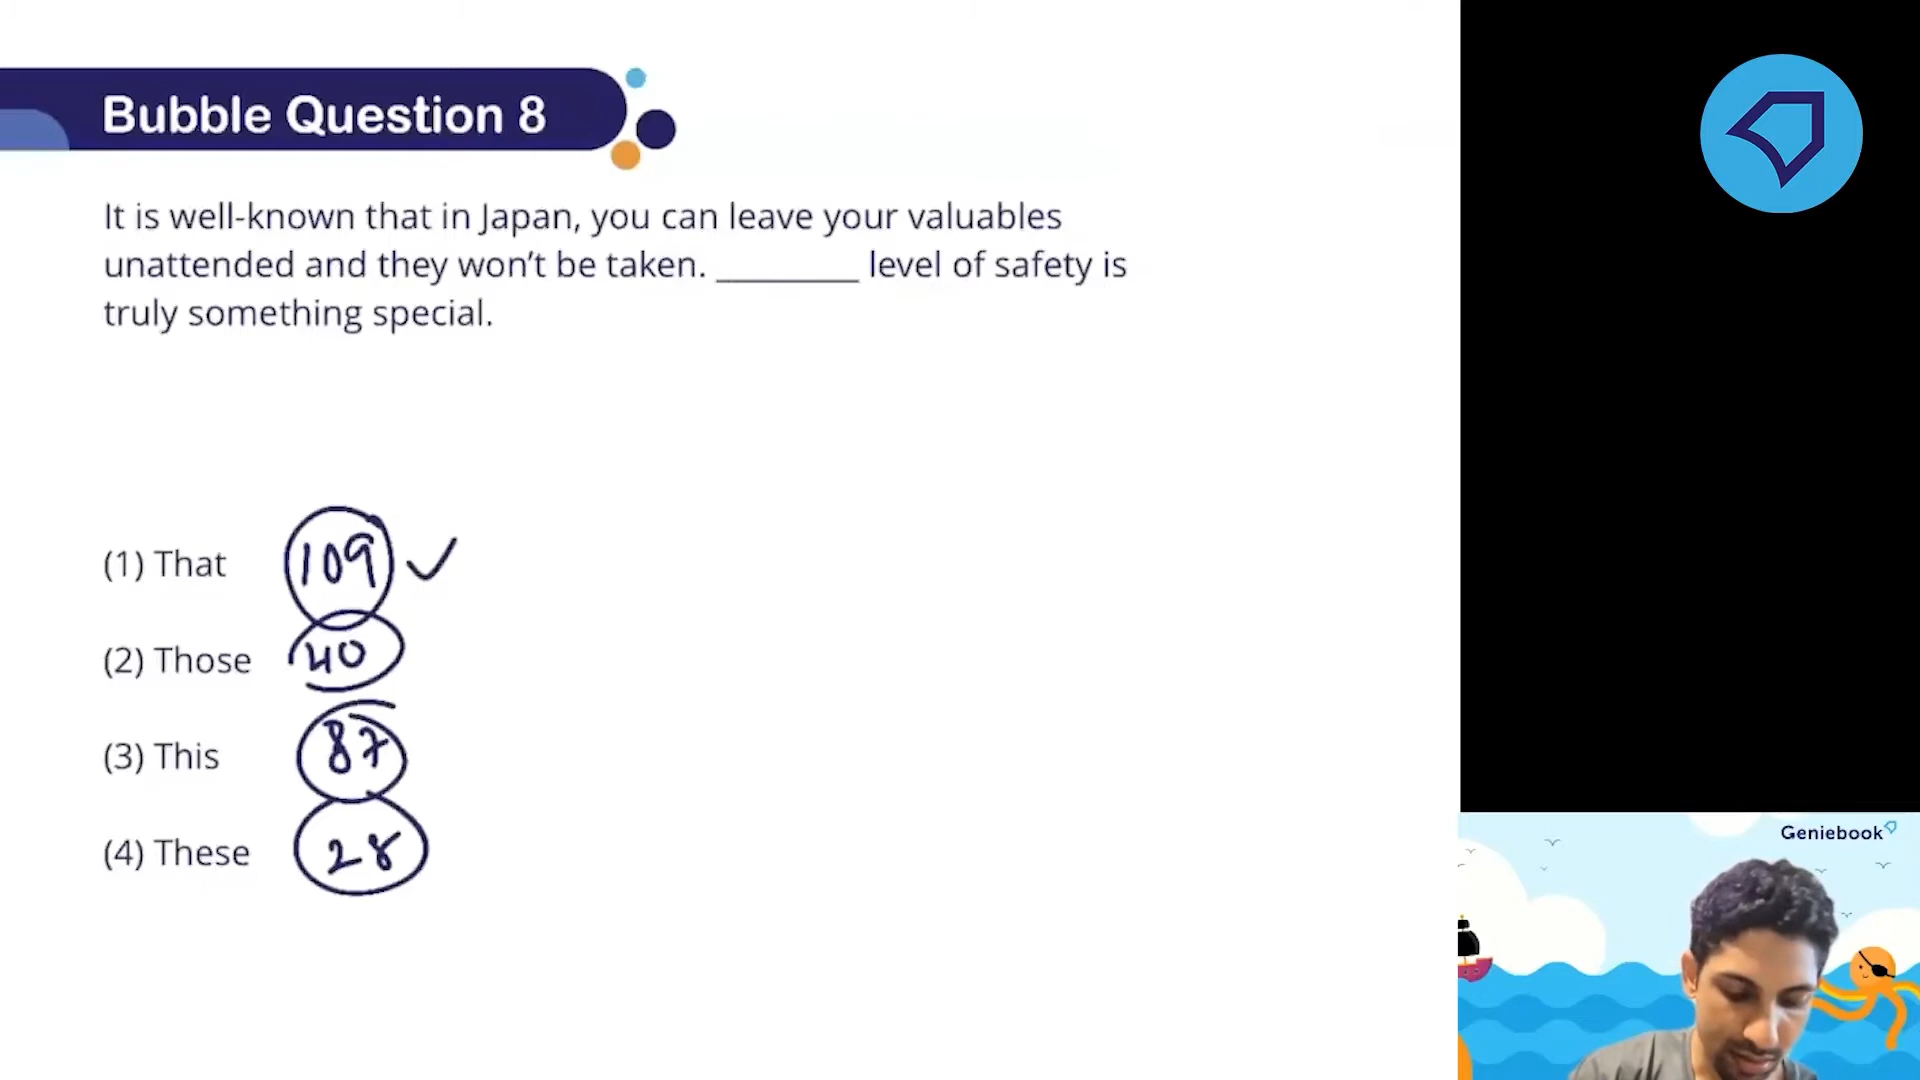 Bubble Question 8
It is well-known that in Japan, you can leave your valuables
unattended and they won't be taken. ________ level of safety is
truly something special.
(1) That 109 ✓
(2) Those 40
(3) This 87
(4) These 28
Geniebook